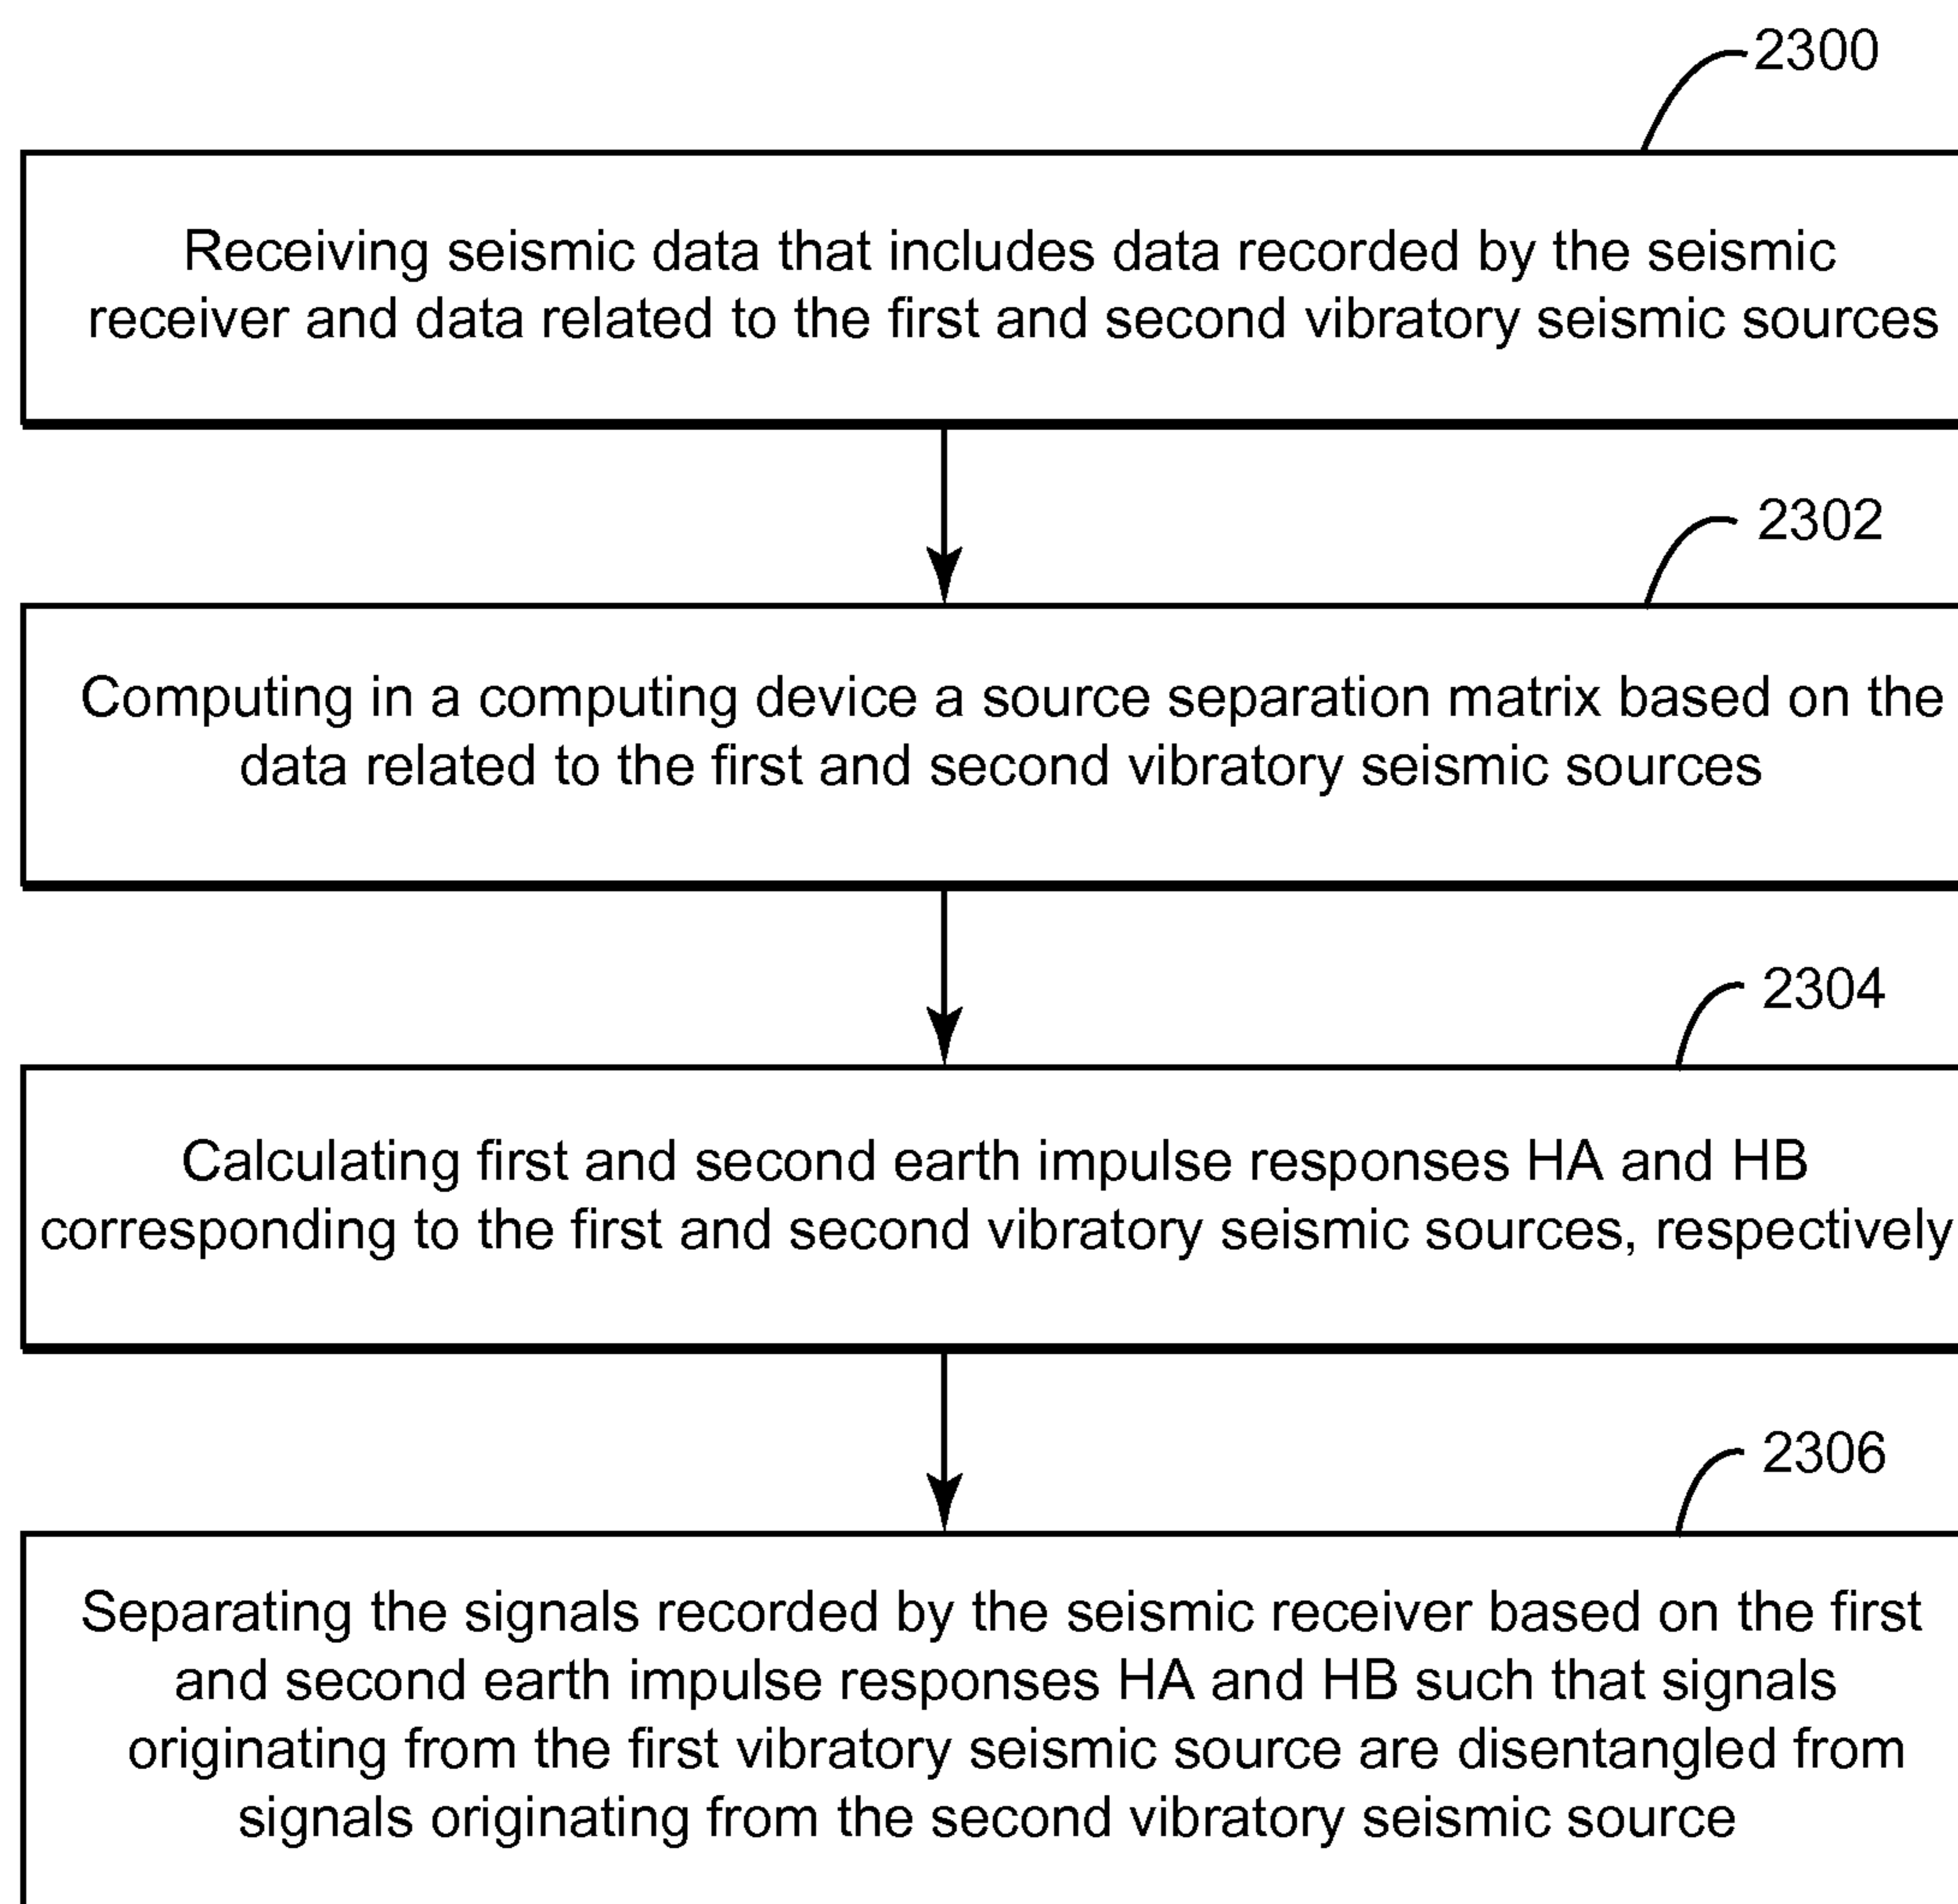 2300
Receiving seismic data that includes data recorded by the seismic
receiver and data related to the first and second vibratory seismic sources
2302
Computing in a computing device a source separation matrix based on the
data related to the first and second vibratory seismic sources
2304
Calculating first and second earth impulse responses HA and HB
corresponding to the first and second vibratory seismic sources, respectively
2306
Separating the signals recorded by the seismic receiver based on the first
and second earth impulse responses HA and HB such that signals
originating from the first vibratory seismic source are disentangled from
signals originating from the second vibratory seismic source